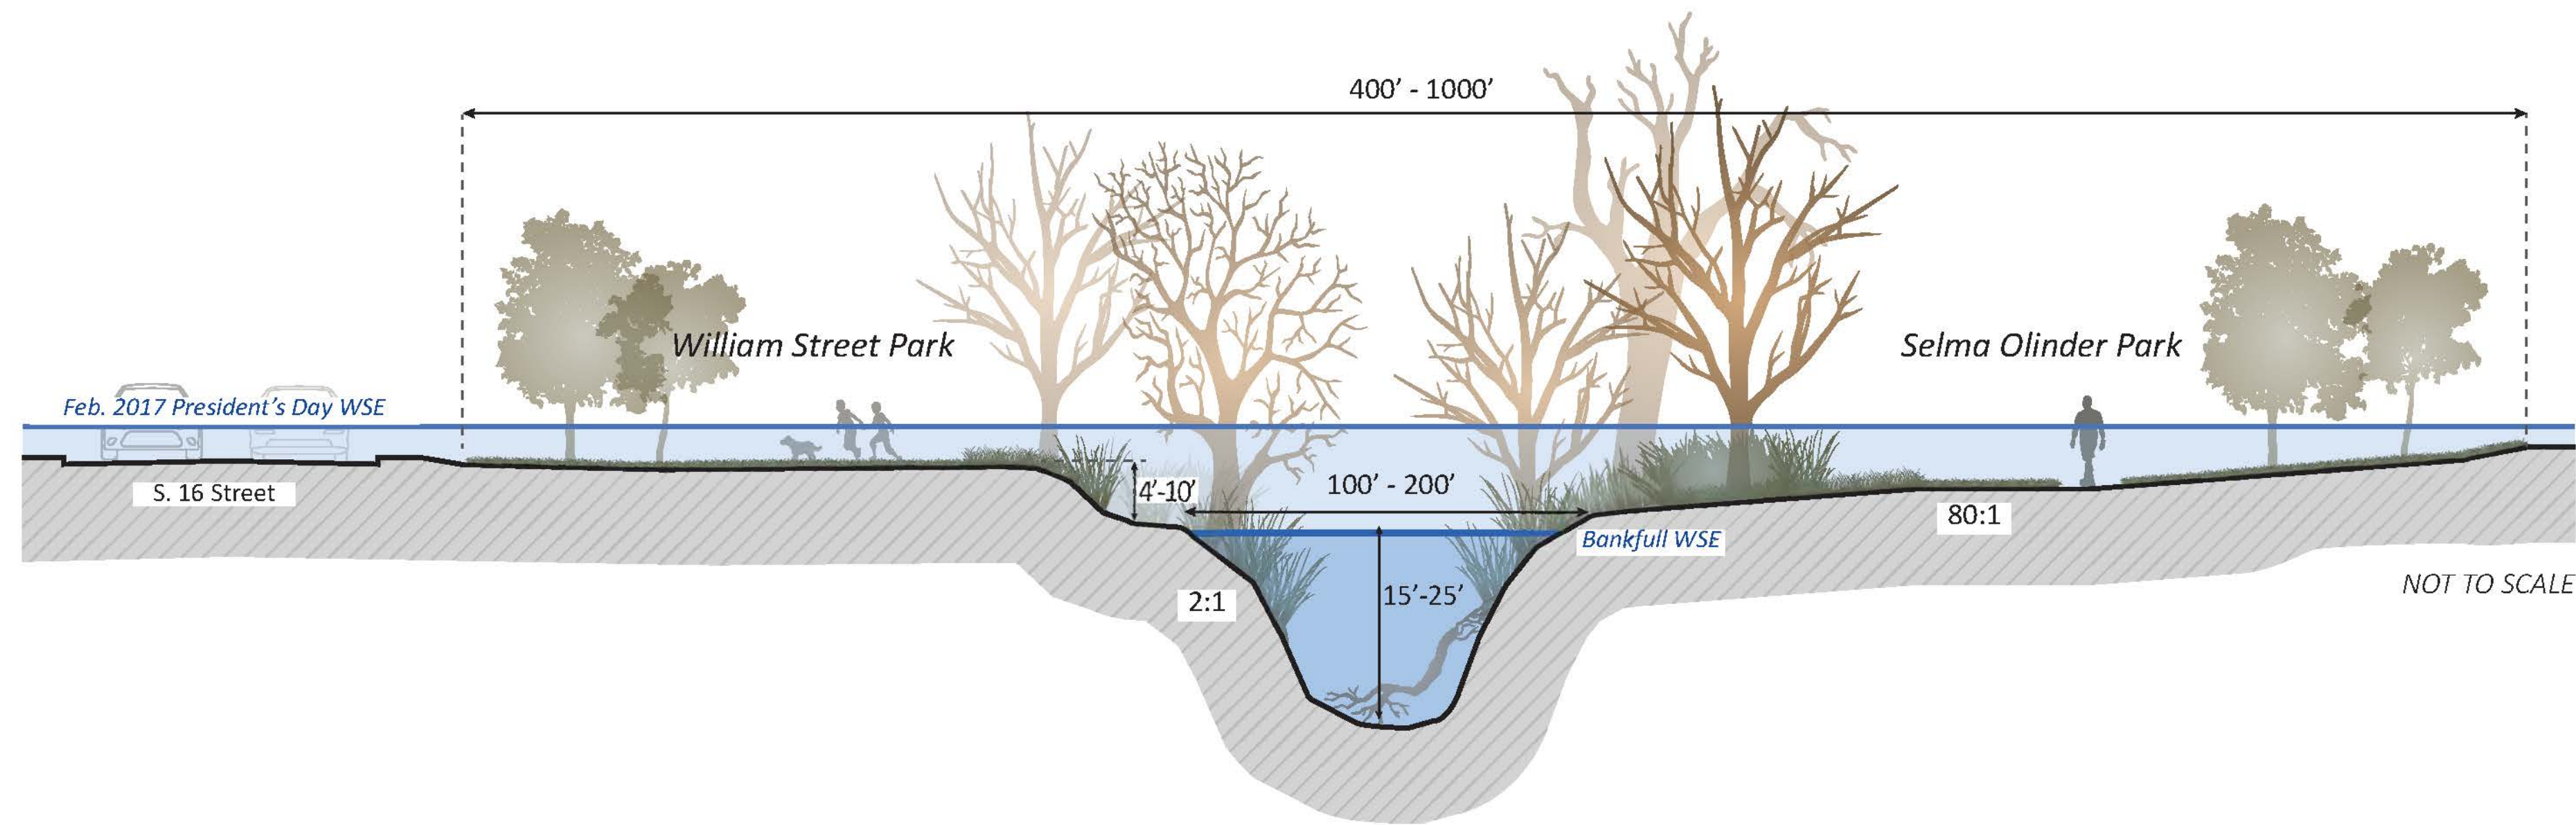 400' - 1000'
William Street Park
Selma Olinder Park
Feb. 2017 President's Day WSE
S. 16 Street
4'-10'
100' - 200'
80:1
Bankfull WSE
2:1
15'-25'
NOT TO SCALE